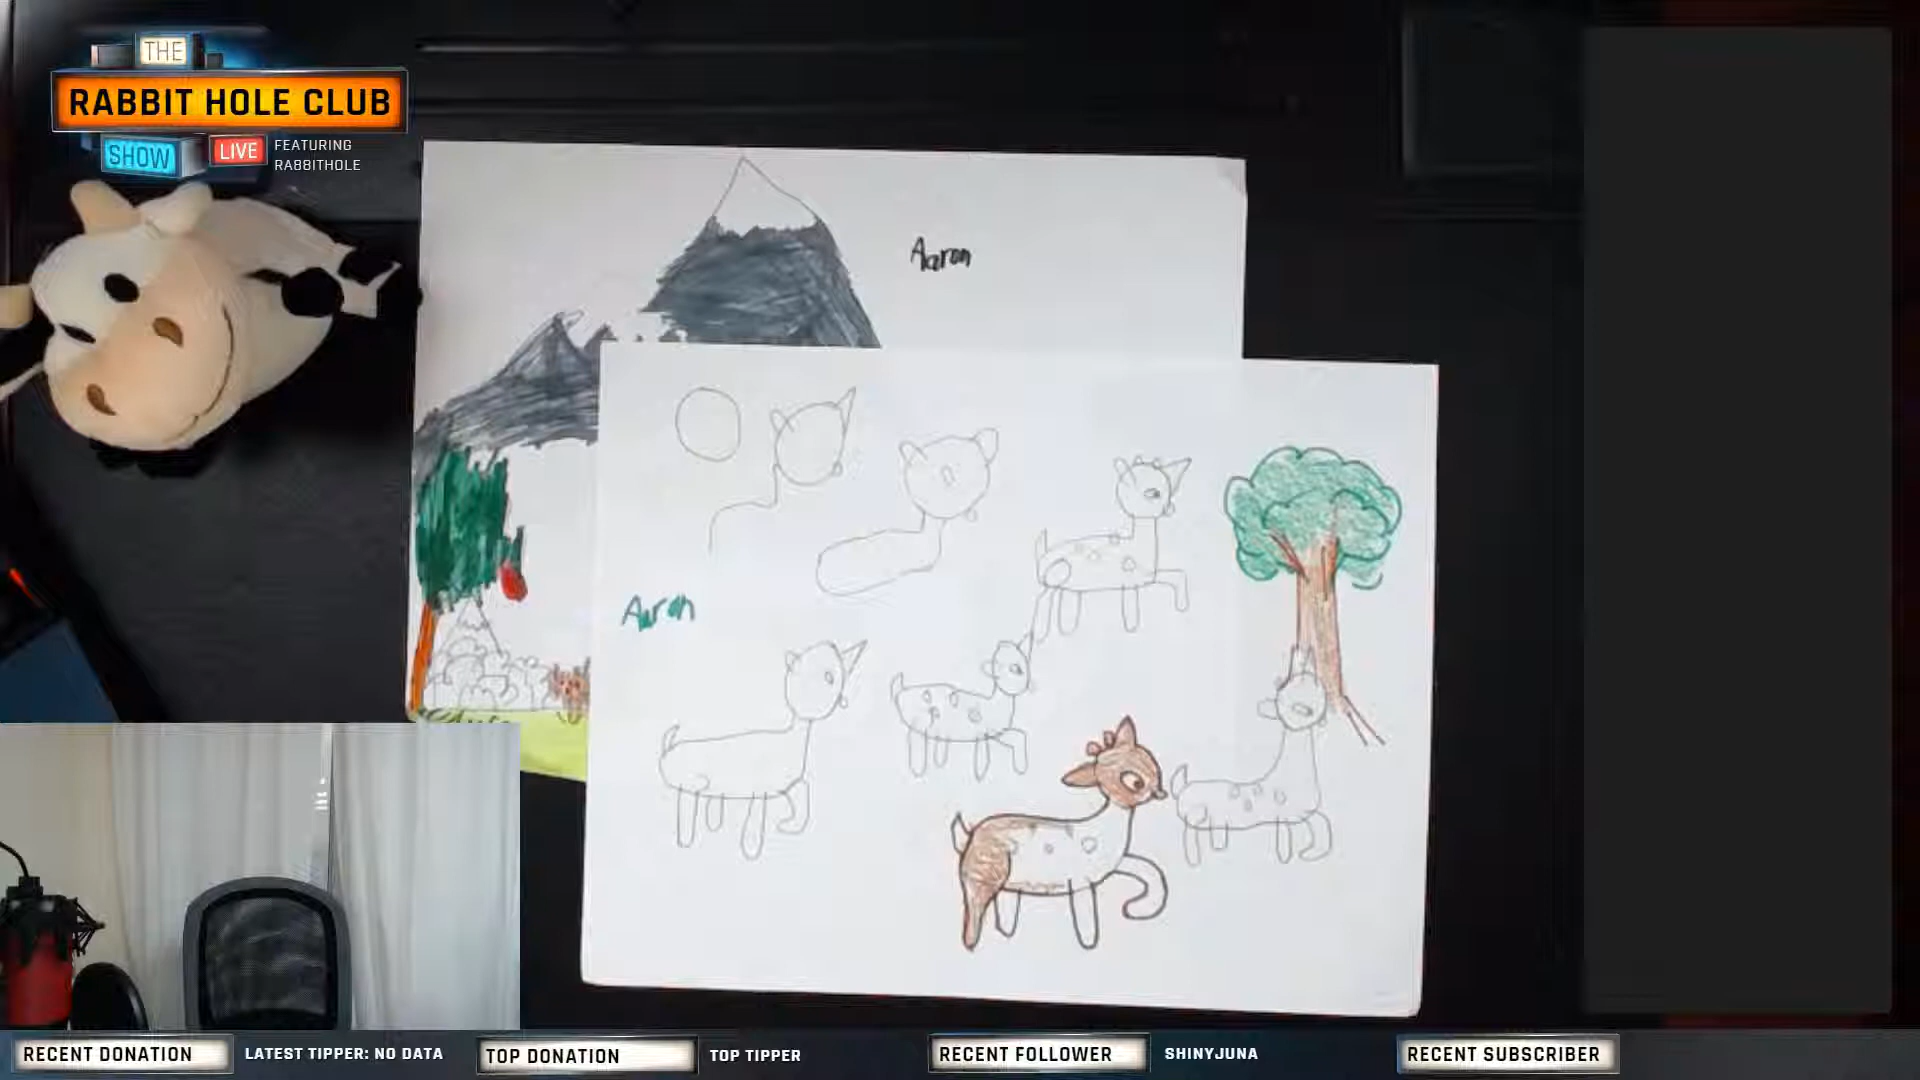 THE
RABBIT HOLE CLUB
SHOW
LIVE
FEATURING
RABBITHOLE
Aaron
Aaron
RECENT DONATION
LATEST TIPPER: NO DATA
TOP DONATION
TOP TIPPER
RECENT FOLLOWER
SHINYJUNA
RECENT SUBSCRIBER